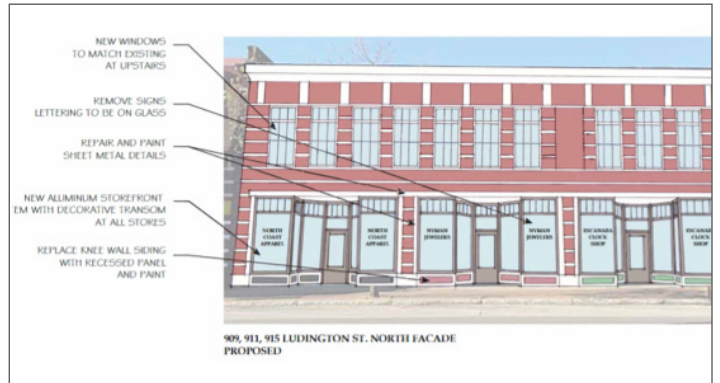 NEW WINDOWS
TO MATCH EXISTING
AT UPSTAIRS
REMOVE SIGNS
LETTERING TO BE ON GLASS
REPAIR AND PAINT
SHEET METAL DETAILS
NEW ALUMINUM STOREFRONT
EM WITH DECORATIVE TRANSOM
AT ALL STORES
REPLACE KNEE WALL SIDING
WITH RECESSED PANEL
AND PAINT
NORTH
COAST
APPAREL
NORTH
COAST
APPAREL
NYMAN
JEWELERS
NYMAN
JEWELERS
ESCANABA
CLOCK
SHOP
ESCANABA
CLOCK
SHOP
909, 911, 915 LUDINGTON ST. NORTH FACADE
PROPOSED